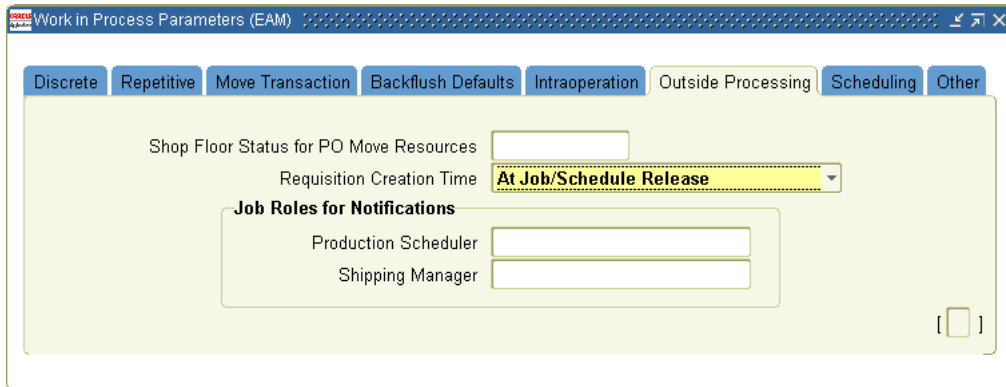 ORACLE
Work in Process Parameters (EAM)
Discrete Repetitive Move Transaction Backflush Defaults Intraoperation Outside Processing Scheduling Other
Shop Floor Status for PO Move Resources
Requisition Creation Time At Job/Schedule Release
Job Roles for Notifications
Production Scheduler
Shipping Manager
[ ]